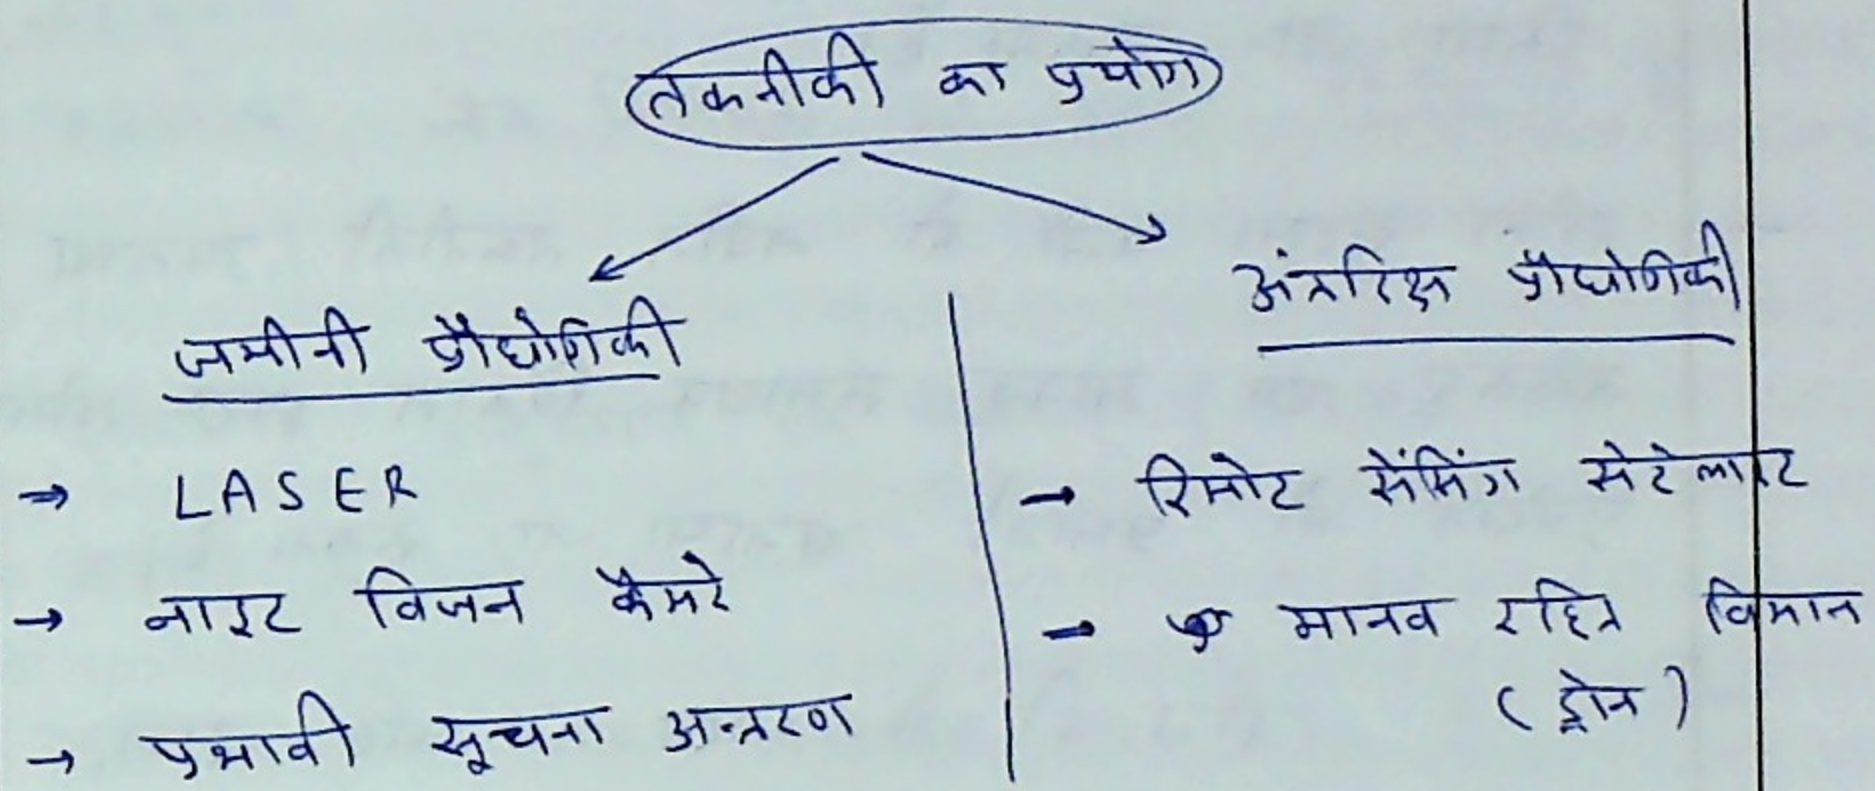 तकनीकी का प्रयोग
जमीनी प्रौद्योगिकी
→ LASER
→ नाइट विजन कैमरे
→ प्रभावी सूचना अन्तरण
अंतरिक्ष प्रौद्योगिकी
→ रिमोट सेंसिंग सेटेलाइट
→ मानव रहित विमान
(ड्रोन)